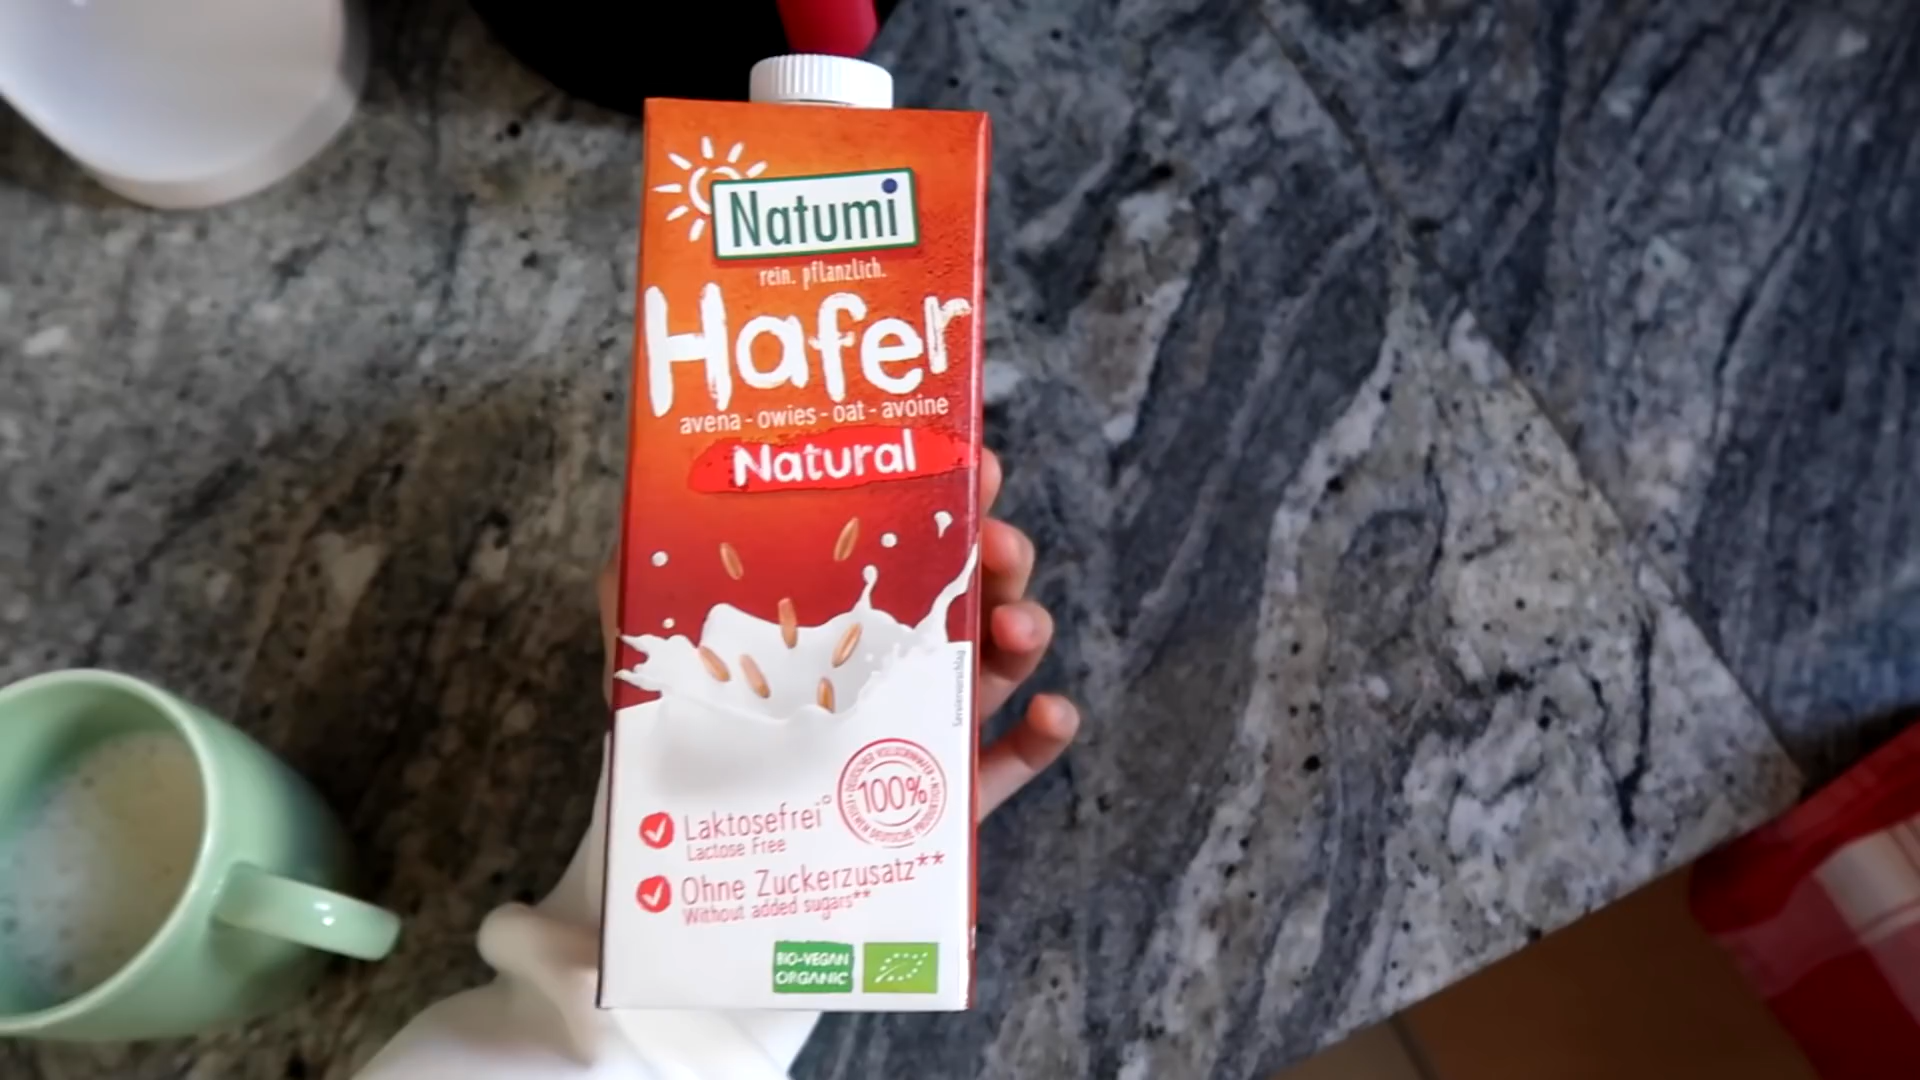 Natumi
rein. pflanzlich.
Hafer
avena - owies - oat - avoine
Natural
Serviervorschlag
100%
Laktosefrei°
Lactose Free
Ohne Zuckerzusatz**
Without added sugars**
BIO-VEGAN
ORGANIC